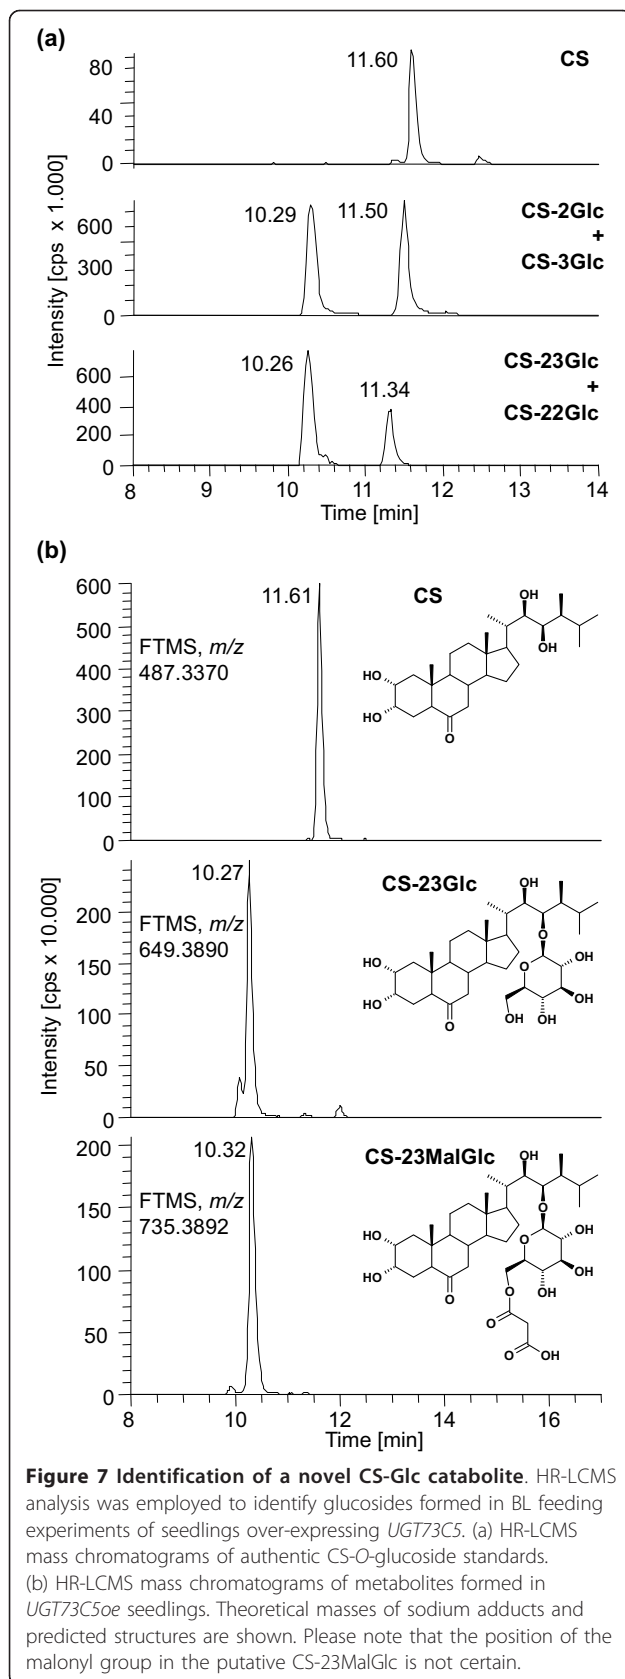 (a)
80
40
0
11.60
CS
600
300
0
10.29
11.50
CS-2Glc
+
CS-3Glc
600
400
200
0
10.26
11.34
CS-23Glc
+
CS-22Glc
Intensity [cps x 1.000]
8 9 10 11 12 13 14
Time [min]
(b)
600
500
400
300
200
100
0
11.61
FTMS, m/z
487.3370
CS
OH
OH
HO
HO
O
200
150
100
50
0
10.27
FTMS, m/z
649.3890
CS-23Glc
OH
O
HO
HO
O
O
OH
OH
OH
OH
200
150
100
50
0
10.32
FTMS, m/z
735.3892
CS-23MalGlc
OH
O
HO
HO
O
O
OH
OH
OH
O
O
O
OH
Intensity [cps x 10.000]
8 10 12 14 16
Time [min]
Figure 7 Identification of a novel CS-Glc catabolite. HR-LCMS
analysis was employed to identify glucosides formed in BL feeding
experiments of seedlings over-expressing UGT73C5. (a) HR-LCMS
mass chromatograms of authentic CS-O-glucoside standards.
(b) HR-LCMS mass chromatograms of metabolites formed in
UGT73C5oe seedlings. Theoretical masses of sodium adducts and
predicted structures are shown. Please note that the position of the
malonyl group in the putative CS-23MalGlc is not certain.